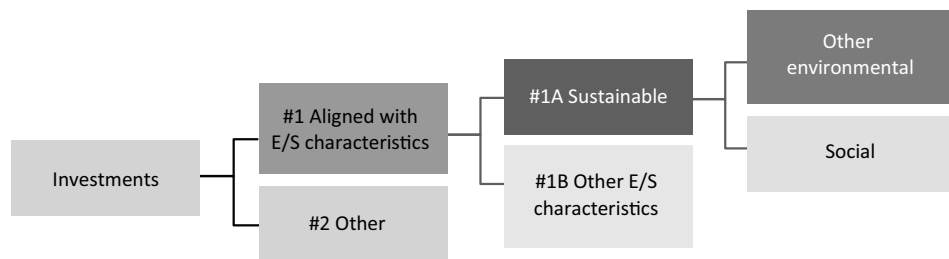 Investments
#1 Aligned with
E/S characteristics
#2 Other
#1A Sustainable
#1B Other E/S
characteristics
Other
environmental
Social